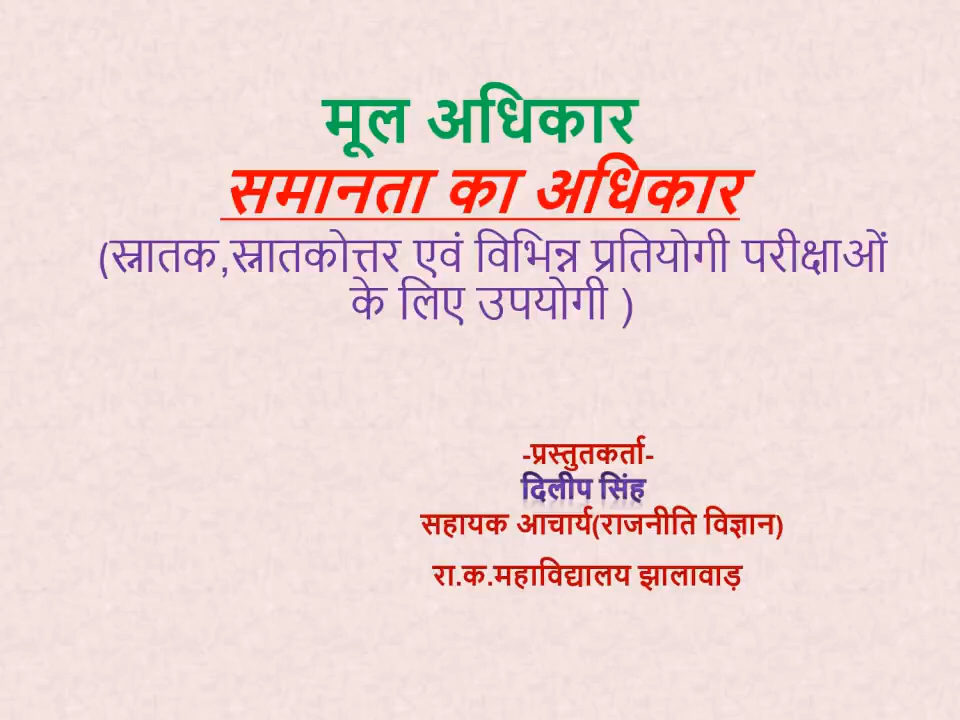 मूल अधिकार
समानता का अधिकार
(स्नातक,स्नातकोत्तर एवं विभिन्न प्रतियोगी परीक्षाओं
के लिए उपयोगी )
-प्रस्तुतकर्ता-
दिलीप सिंह
सहायक आचार्य(राजनीति विज्ञान)
रा.क.महाविद्यालय झालावाड़